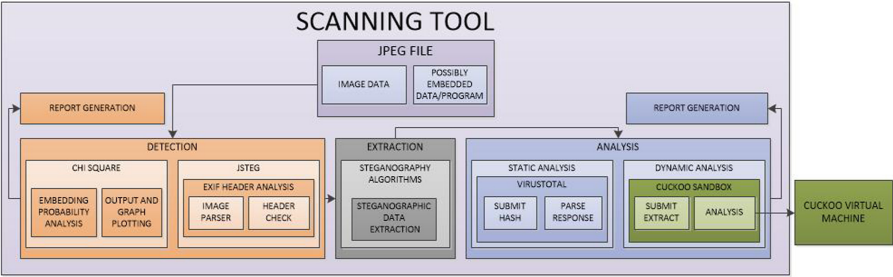 SCANNING TOOL
JPEG FILE
IMAGE DATA
POSSIBLY
EMBEDDED
DATA/PROGRAM
REPORT GENERATION
REPORT GENERATION
DETECTION
CHI SQUARE
EMBEDDING
PROBABILITY
ANALYSIS
OUTPUT AND
GRAPH
PLOTTING
JSTEG
EXIF HEADER ANALYSIS
IMAGE
PARSER
HEADER
CHECK
EXTRACTION
STEGANOGRAPHY
ALGORITHMS
STEGANOGRAPHIC
DATA
EXTRACTION
ANALYSIS
STATIC ANALYSIS
VIRUSTOTAL
SUBMIT
HASH
PARSE
RESPONSE
DYNAMIC ANALYSIS
CUCKOO SANDBOX
SUBMIT
EXTRACT
ANALYSIS
CUCKOO VIRTUAL
MACHINE